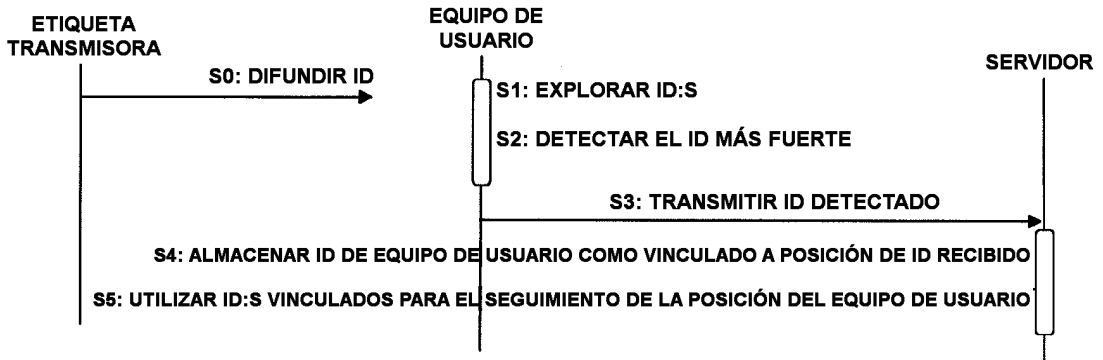 ETIQUETA
TRANSMISORA
EQUIPO DE
USUARIO
SERVIDOR
S0: DIFUNDIR ID
S1: EXPLORAR ID:S
S2: DETECTAR EL ID MÁS FUERTE
S3: TRANSMITIR ID DETECTADO
S4: ALMACENAR ID DE EQUIPO DE USUARIO COMO VINCULADO A POSICIÓN DE ID RECIBIDO
S5: UTILIZAR ID:S VINCULADOS PARA EL SEGUIMIENTO DE LA POSICIÓN DEL EQUIPO DE USUARIO